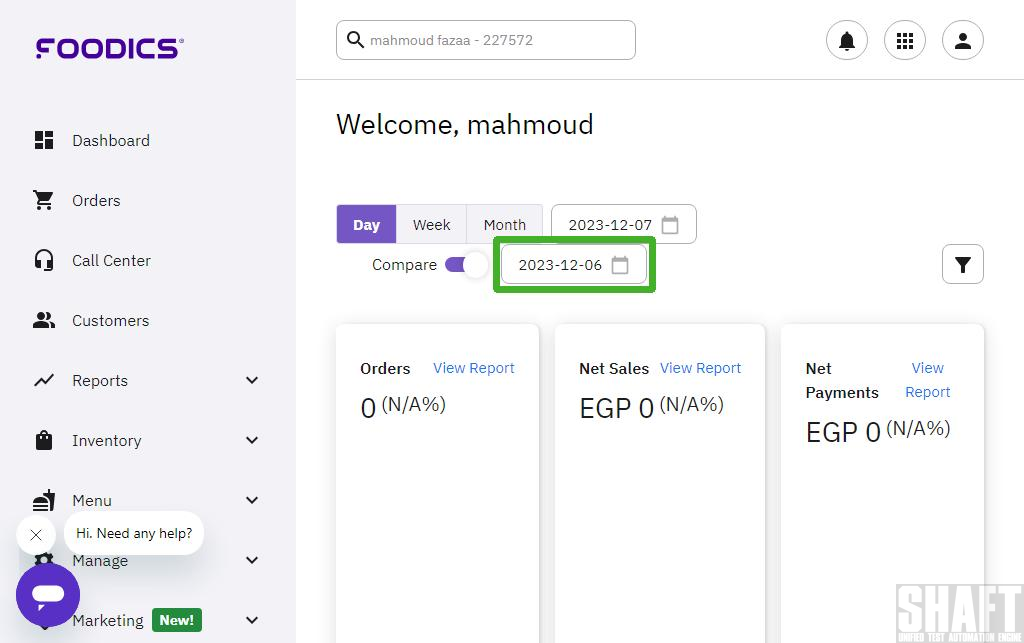 FOODICS
mahmoud fazaa - 227572
Welcome, mahmoud
Dashboard
Orders
Call Center
Customers
Reports
Inventory
Menu
Hi. Need any help?
Manage
Marketing New!
Day Week Month 2023-12-07
Compare 2023-12-06
Orders View Report
0 (N/A%)
Net Sales View Report
EGP 0 (N/A%)
Net Payments
View Report
EGP 0 (N/A%)
SHAFT
UNIFIED TEST AUTOMATION ENGINE